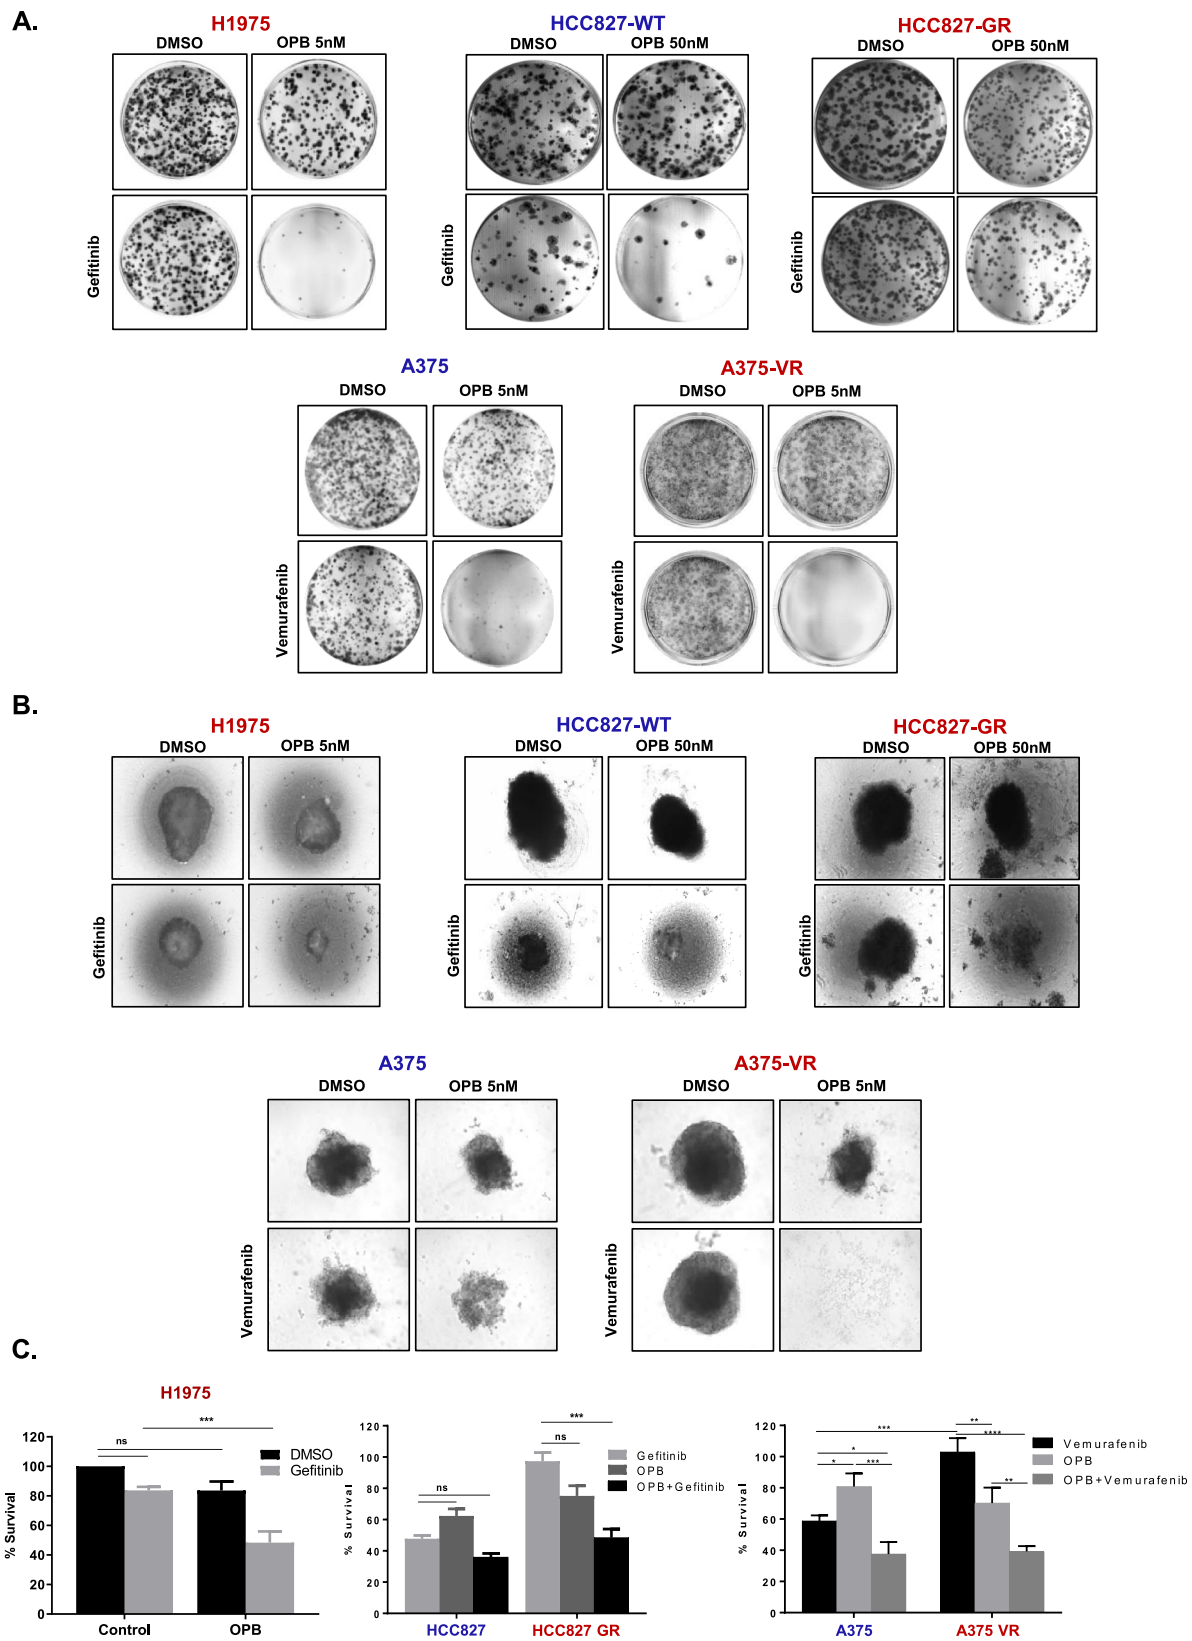 A.
H1975
HCC827-WT
HCC827-GR
DMSO
OPB 5nM
DMSO
OPB 50nM
DMSO
OPB 50nM
Gefitinib
Gefitinib
Gefitinib
A375
A375-VR
DMSO
OPB 5nM
DMSO
OPB 5nM
Vemurafenib
Vemurafenib
B.
H1975
HCC827-WT
HCC827-GR
DMSO
OPB 5nM
DMSO
OPB 50nM
DMSO
OPB 50nM
Gefitinib
Gefitinib
Gefitinib
A375
A375-VR
DMSO
OPB 5nM
DMSO
OPB 5nM
Vemurafenib
Vemurafenib
C.
H1975
% Survival
120
100
80
60
40
20
0
ns
***
DMSO
Gefitinib
Control
OPB
% Survival
120
100
80
60
40
20
0
ns
***
ns
Gefitinib
OPB
OPB+Gefitinib
HCC827
HCC827 GR
% Survival
120
100
80
60
40
20
0
***
*
*
***
**
****
**
Vemurafenib
OPB
OPB+Vemurafenib
A375
A375 VR